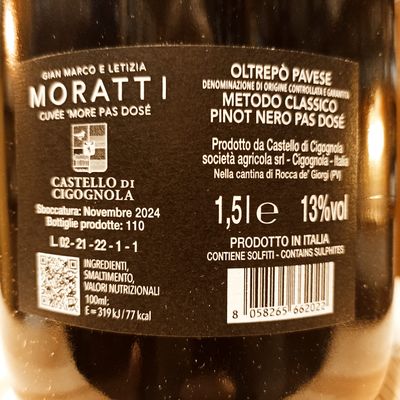 GIAN MARCO E LETIZIA
MORATTI
CUVÉE 'MORE PAS DOSÉ
CASTELLO DI
CIGOGNOLA
Sboccatura: Novembre 2024
Bottiglie prodotte: 110
L 02-21-22-1-1
INGREDIENTI,
SMALTIMENTO,
VALORI NUTRIZIONALI
100ml:
E = 319 kJ / 77 kcal
OLTREPÒ PAVESE
DENOMINAZIONE DI ORIGINE CONTROLLATA E GARANTITA
METODO CLASSICO
PINOT NERO PAS DOSÉ
Prodotto da Castello di Cigognola
società agricola srl - Cigognola - Italia
Nella cantina di Rocca de' Giorgi (PV)
1,5 l e 13%vol
PRODOTTO IN ITALIA
CONTIENE SOLFITI - CONTAINS SULPHITES
8 058265 662022